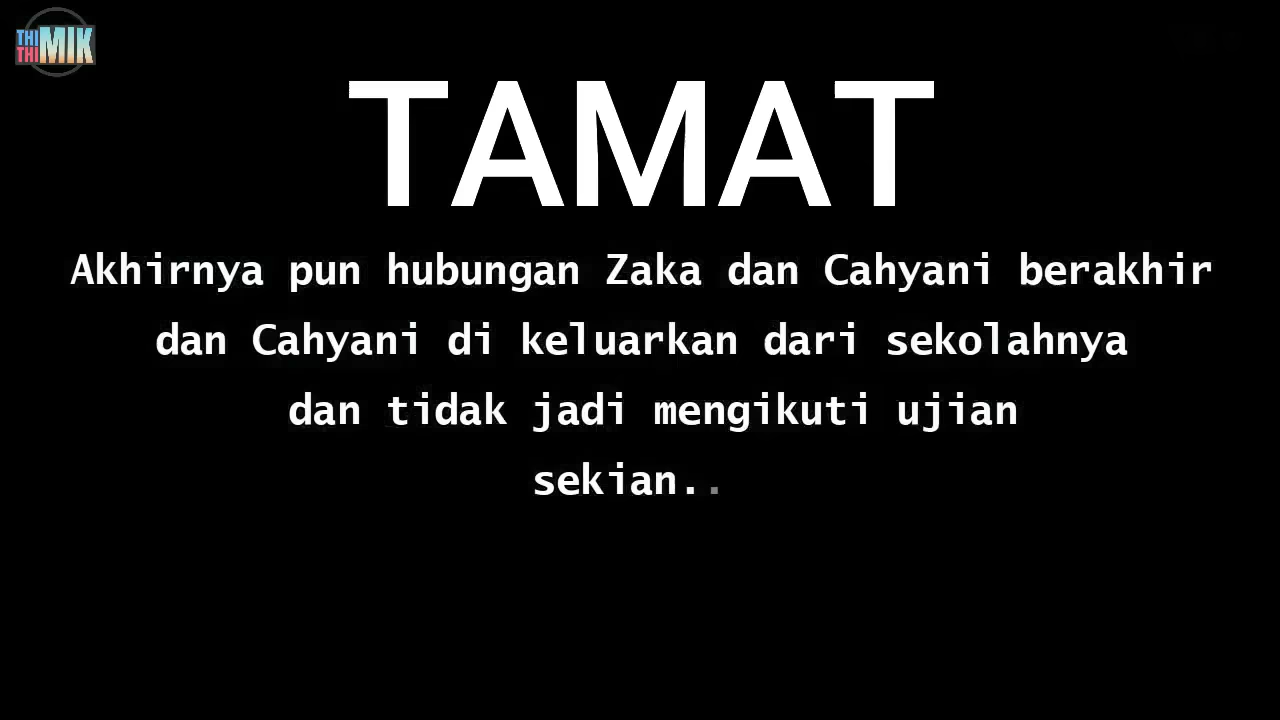 THI
THI MIK
TAMAT
Akhirnya pun hubungan Zaka dan Cahyani berakhir
dan Cahyani di keluarkan dari sekolahnya
dan tidak jadi mengikuti ujian
sekian..